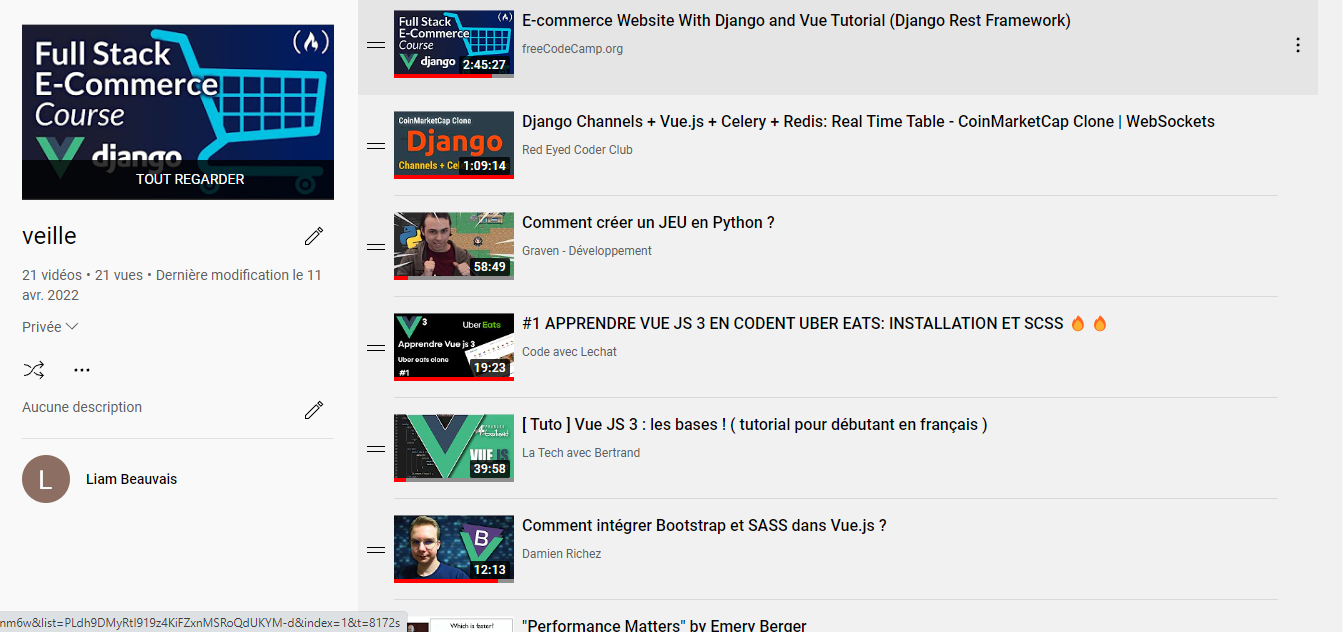 Full Stack
E-Commerce
Course
django
TOUT REGARDER
veille
21 vidéos • 21 vues • Dernière modification le 11
avr. 2022
Privée
Aucune description
L
Liam Beauvais
Full Stack
E-Commerce
Course
django
2:45:27
E-commerce Website With Django and Vue Tutorial (Django Rest Framework)
freeCodeCamp.org
CoinMarketCap Clone
Django
Channels + Cel
1:09:14
Django Channels + Vue.js + Celery + Redis: Real Time Table - CoinMarketCap Clone | WebSockets
Red Eyed Coder Club
58:49
Comment créer un JEU en Python ?
Graven - Développement
3
Uber Eats
Apprendre Vue js 3
Uber eats clone
#1
19:23
#1 APPRENDRE VUE JS 3 EN CODENT UBER EATS: INSTALLATION ET SCSS 🔥 🔥
Code avec Lechat
VUE JS
39:58
[ Tuto ] Vue JS 3 : les bases ! ( tutorial pour débutant en français )
La Tech avec Bertrand
B
12:13
Comment intégrer Bootstrap et SASS dans Vue.js ?
Damien Richez
Which is faster?
"Performance Matters" by Emery Berger
nm6w&list=PLdh9DMyRtl919z4KiFZxnMSRoQdUKYM-d&index=1&t=8172s